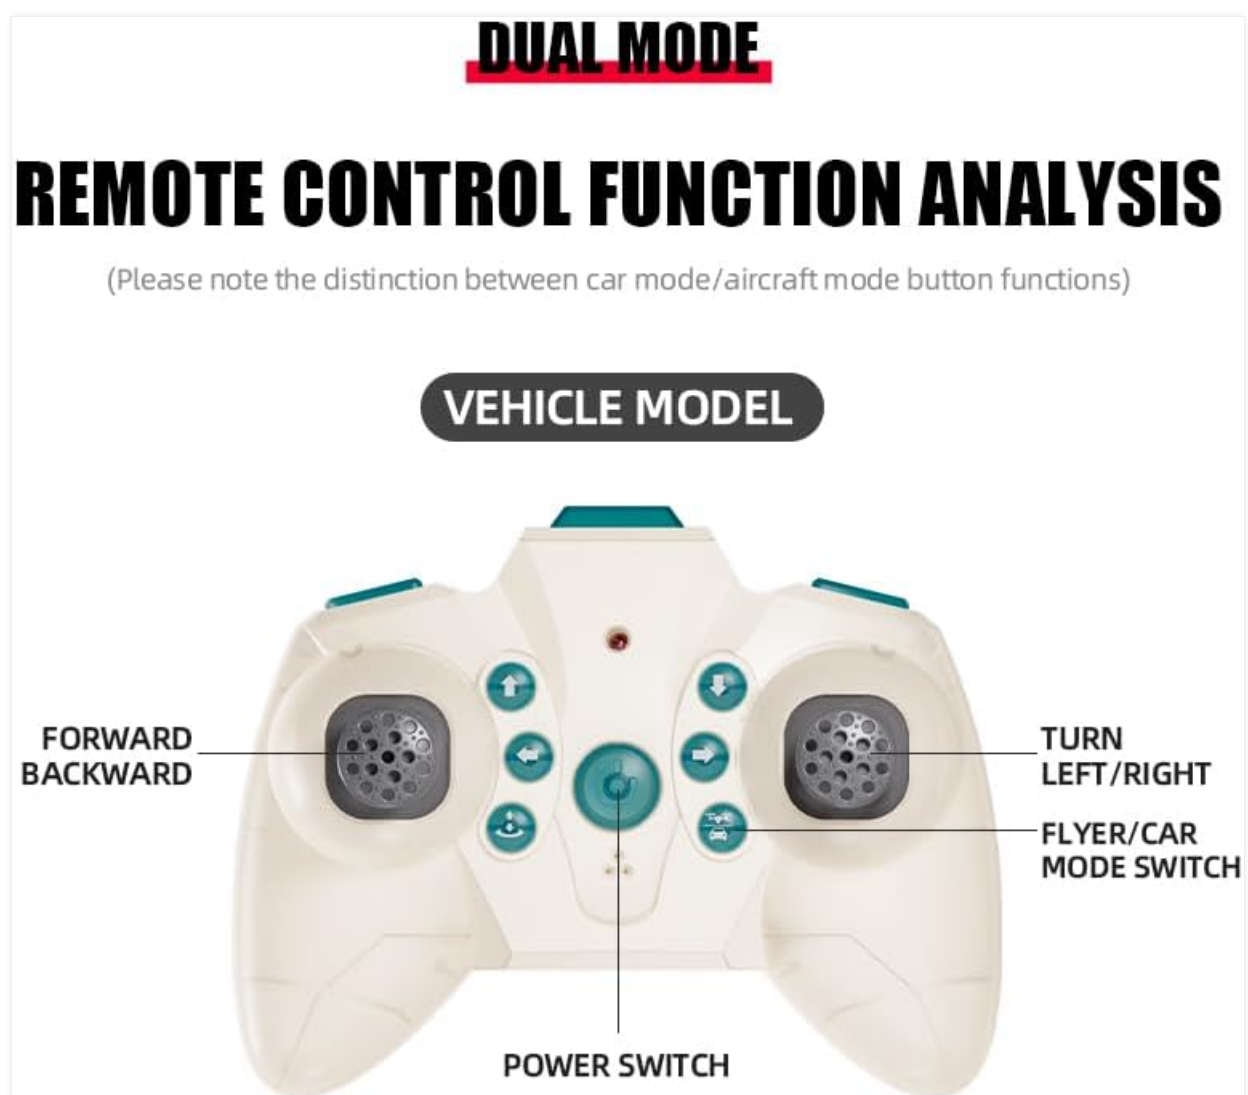 DUAL MODE
REMOTE CONTROL FUNCTION ANALYSIS
(Please note the distinction between car mode/aircraft mode button functions)
VEHICLE MODEL
FORWARD
BACKWARD
TURN
LEFT/RIGHT
FLYER/CAR
MODE SWITCH
POWER SWITCH